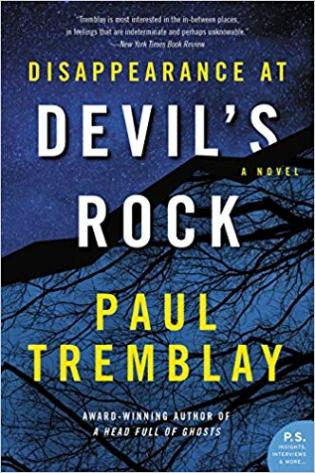 "Tremblay is most interested in the in-between places,
in feelings that are indeterminate and perhaps unknowable."
—New York Times Book Review
DISAPPEARANCE AT
DEVIL'S
A NOVEL
ROCK
PAUL
TREMBLAY
AWARD-WINNING AUTHOR OF
A HEAD FULL OF GHOSTS
P.S.
INSIGHTS,
INTERVIEWS
& MORE...